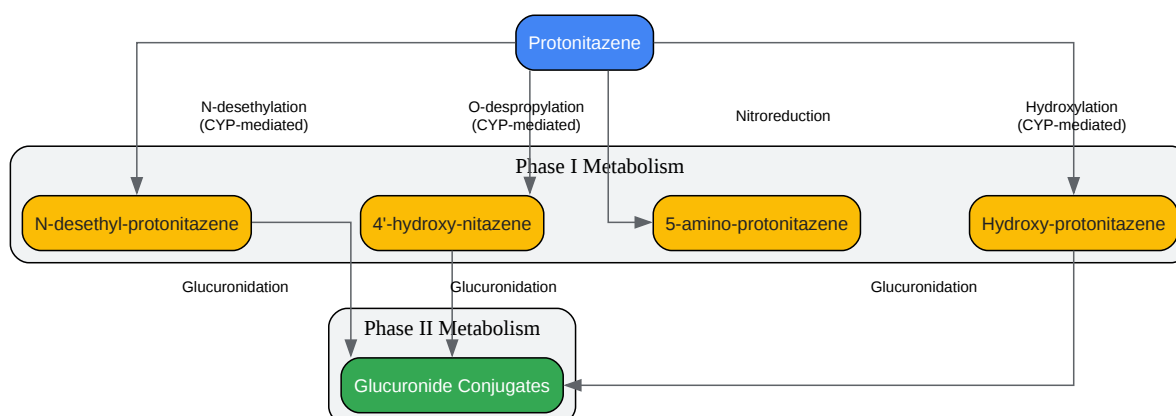 Protonitazene
N-desethylation
(CYP-mediated)
O-despropylation
(CYP-mediated)
Nitroreduction
Hydroxylation
(CYP-mediated)
Phase I Metabolism
N-desethyl-protonitazene
4'-hydroxy-nitazene
5-amino-protonitazene
Hydroxy-protonitazene
Glucuronidation
Glucuronidation
Glucuronidation
Phase II Metabolism
Glucuronide Conjugates